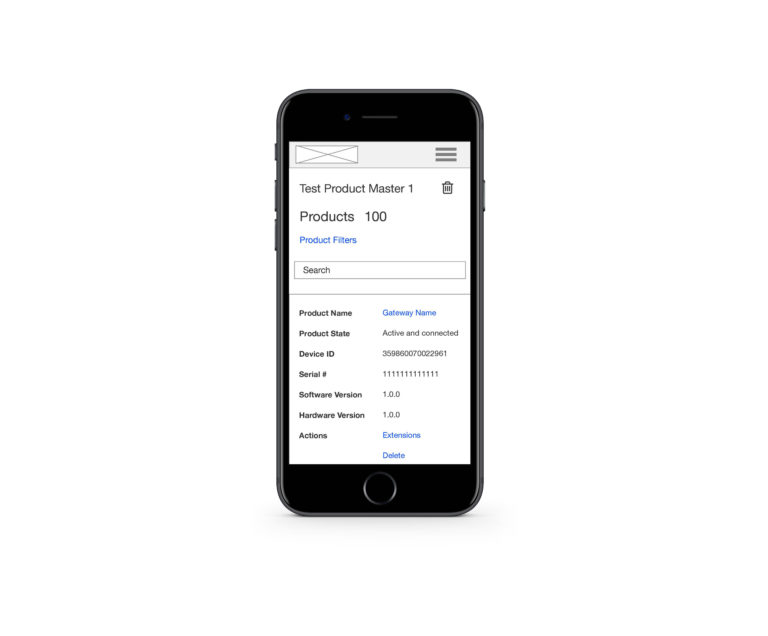 Test Product Master 1
Products 100
Product Filters
Search
Product Name Gateway Name
Product State Active and connected
Device ID 359860070022961
Serial # 1111111111111
Software Version 1.0.0
Hardware Version 1.0.0
Actions Extensions
Delete